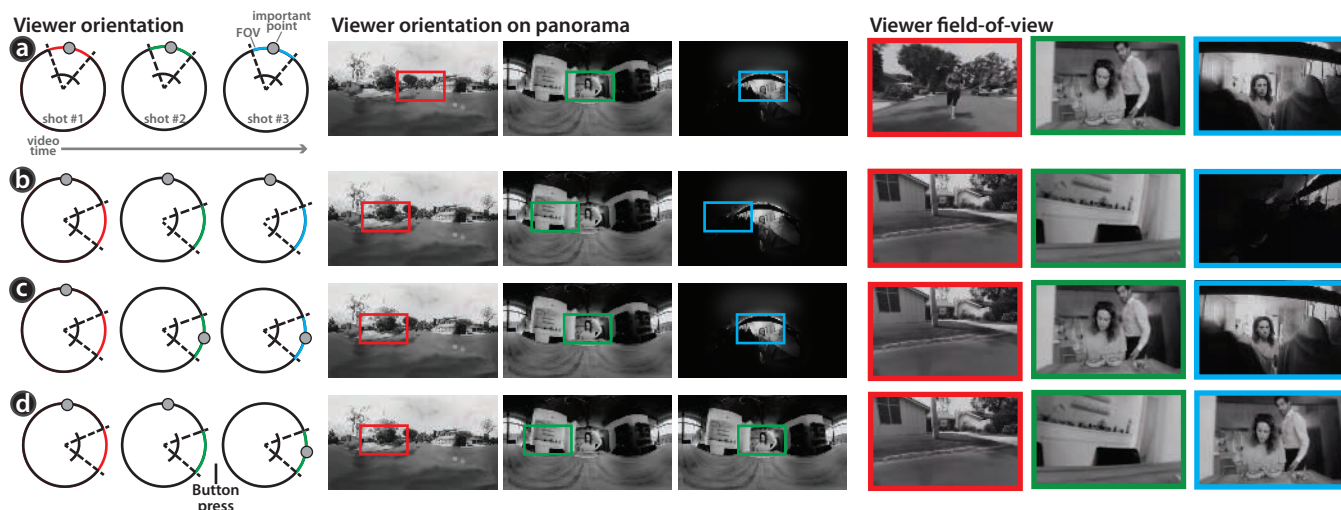 Viewer orientation
Viewer orientation on panorama
Viewer field-of-view
important
point
FOV
a
shot #1
shot #2
shot #3
video
time
b
c
d
Button
press